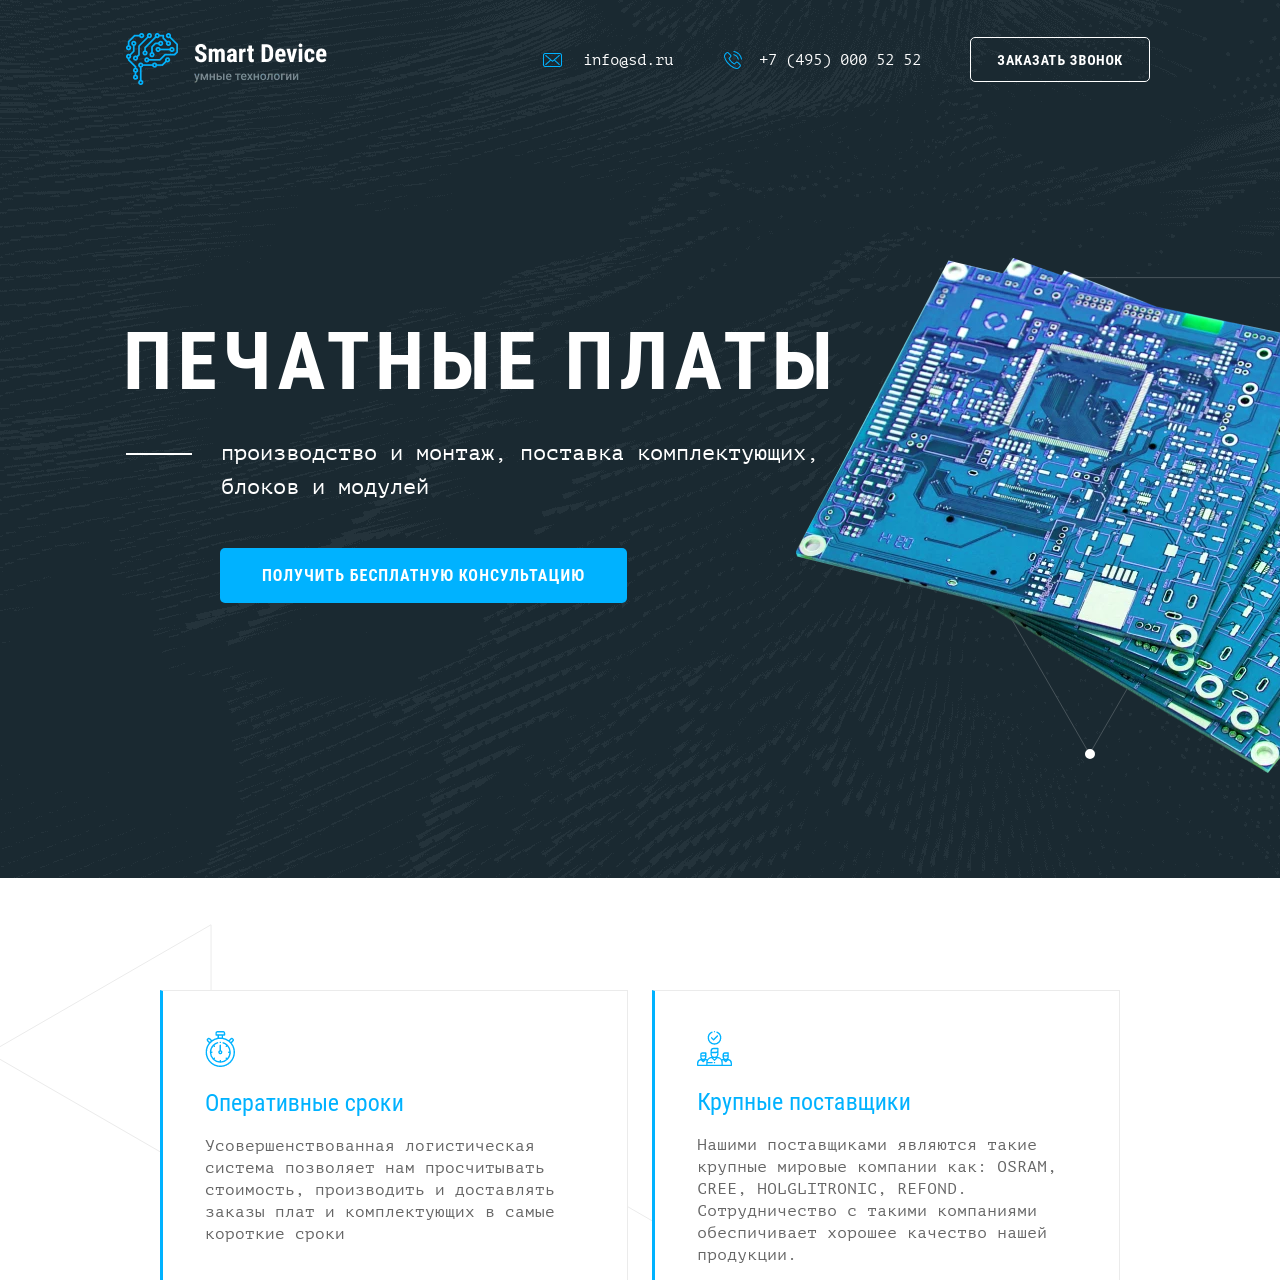 Smart Device
умные технологии
info@sd.ru
+7 (495) 000 52 52
ЗАКАЗАТЬ ЗВОНОК
ПЕЧАТНЫЕ ПЛАТЫ
производство и монтаж, поставка комплектующих,
блоков и модулей
ПОЛУЧИТЬ БЕСПЛАТНУЮ КОНСУЛЬТАЦИЮ
Оперативные сроки
Усовершенствованная логистическая
система позволяет нам просчитывать
стоимость, производить и доставлять
заказы плат и комплектующих в самые
короткие сроки
Крупные поставщики
Нашими поставщиками являются такие
крупные мировые компании как: OSRAM,
CREE, HOLGLITRONIC, REFOND.
Сотрудничество с такими компаниями
обеспичивает хорошее качество нашей
продукции.